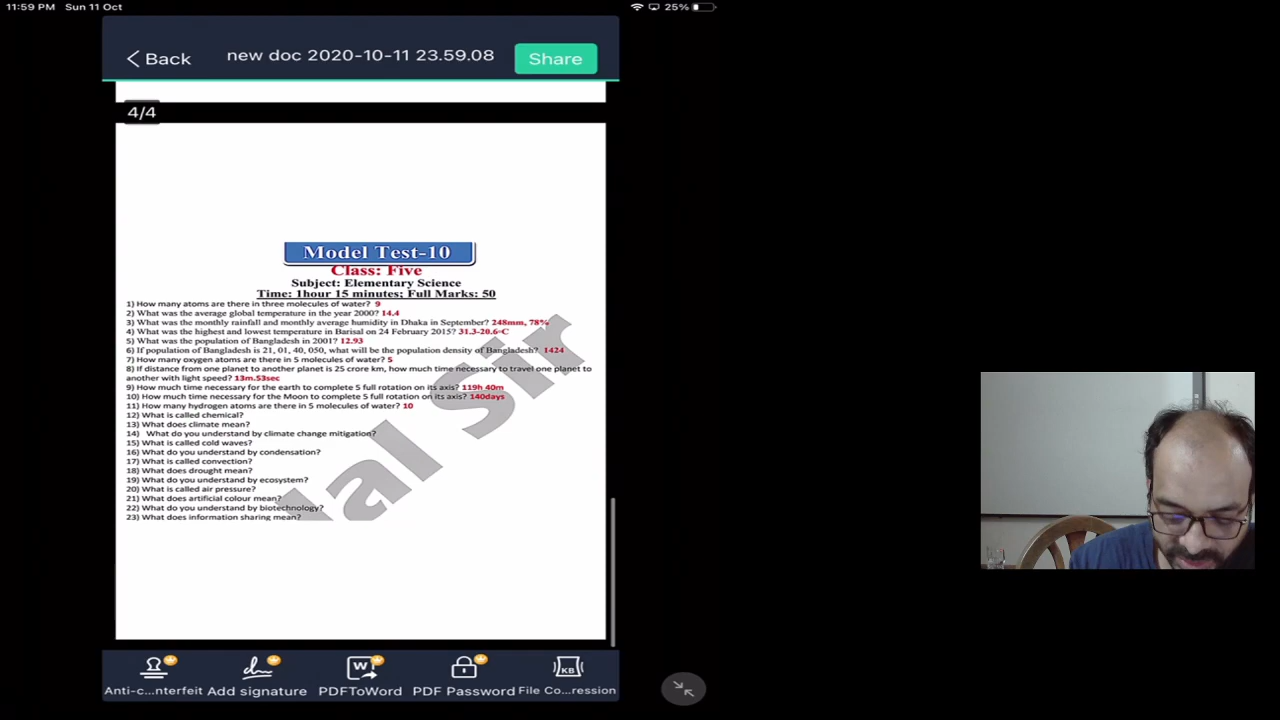 11:59 PM Sun 11 Oct
25%
Back
new doc 2020-10-11 23.59.08
Share
4/4
Model Test-10
Class: Five
Subject: Elementary Science
Time: 1hour 15 minutes; Full Marks: 50
1) How many atoms are there in three molecules of water? 9
2) What was the average global temperature in the year 2000? 14.4
3) What was the monthly rainfall and monthly average humidity in Dhaka in September? 248mm, 78%
4) What was the highest and lowest temperature in Barisal on 24 February 2015? 31.3-20.6◦C
5) What was the population of Bangladesh in 2001? 12.93
6) If population of Bangladesh is 21, 01, 40, 050, what will be the population density of Bangladesh? 1424
7) How many oxygen atoms are there in 5 molecules of water? 5
8) If distance from one planet to another planet is 25 crore km, how much time necessary to travel one planet to
another with light speed? 13m.53sec
9) How much time necessary for the earth to complete 5 full rotation on its axis? 119h 40m
10) How much time necessary for the Moon to complete 5 full rotation on its axis? 140days
11) How many hydrogen atoms are there in 5 molecules of water? 10
12) What is called chemical?
13) What does climate mean?
14) What do you understand by climate change mitigation?
15) What is called cold waves?
16) What do you understand by condensation?
17) What is called convection?
18) What does drought mean?
19) What do you understand by ecosystem?
20) What is called air pressure?
21) What does artificial colour mean?
22) What do you understand by biotechnology?
23) What does information sharing mean?
Sir
Anti-c...nterfeit
Add signature
PDFToWord
PDF Password
File Co...ression